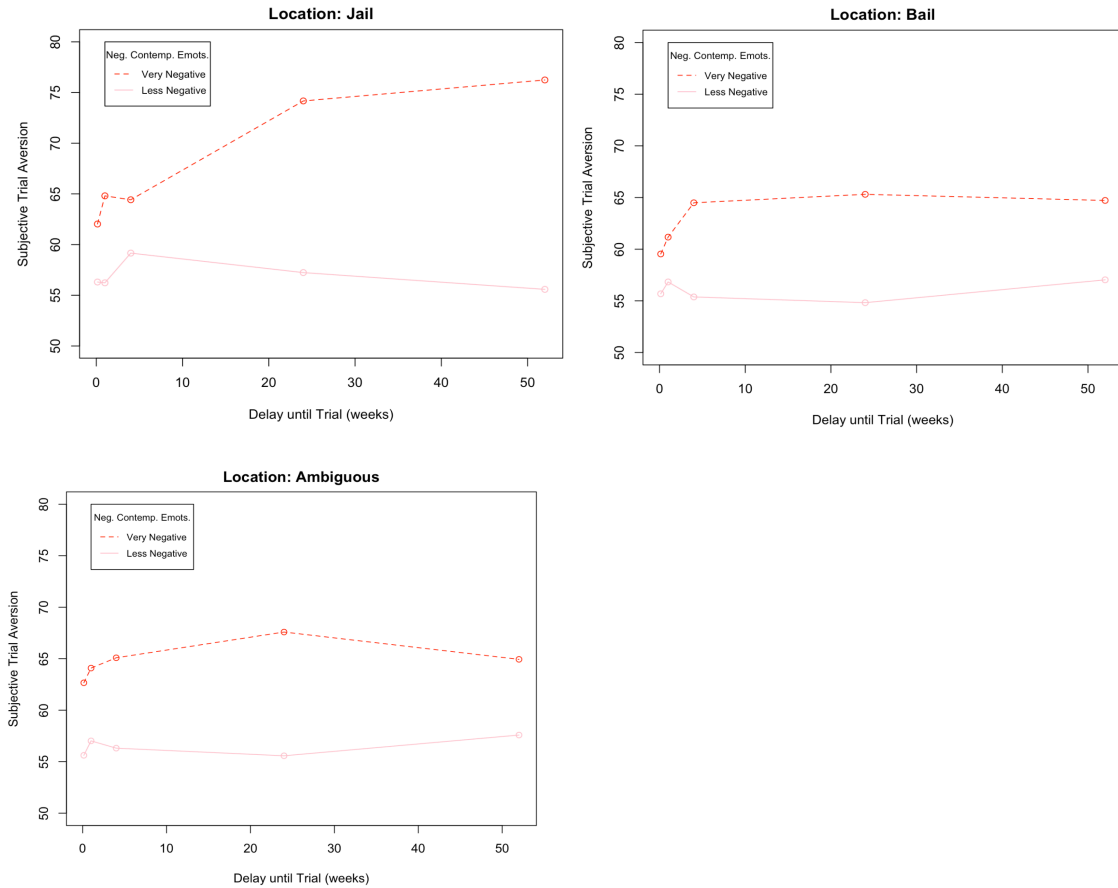 Location: Jail
Neg. Contemp. Emots.
Very Negative
Less Negative
Subjective Trial Aversion
80
75
70
65
60
55
50
0 10 20 30 40 50
Delay until Trial (weeks)
Location: Bail
Neg. Contemp. Emots.
Very Negative
Less Negative
Subjective Trial Aversion
80
75
70
65
60
55
50
0 10 20 30 40 50
Delay until Trial (weeks)
Location: Ambiguous
Neg. Contemp. Emots.
Very Negative
Less Negative
Subjective Trial Aversion
80
75
70
65
60
55
50
0 10 20 30 40 50
Delay until Trial (weeks)